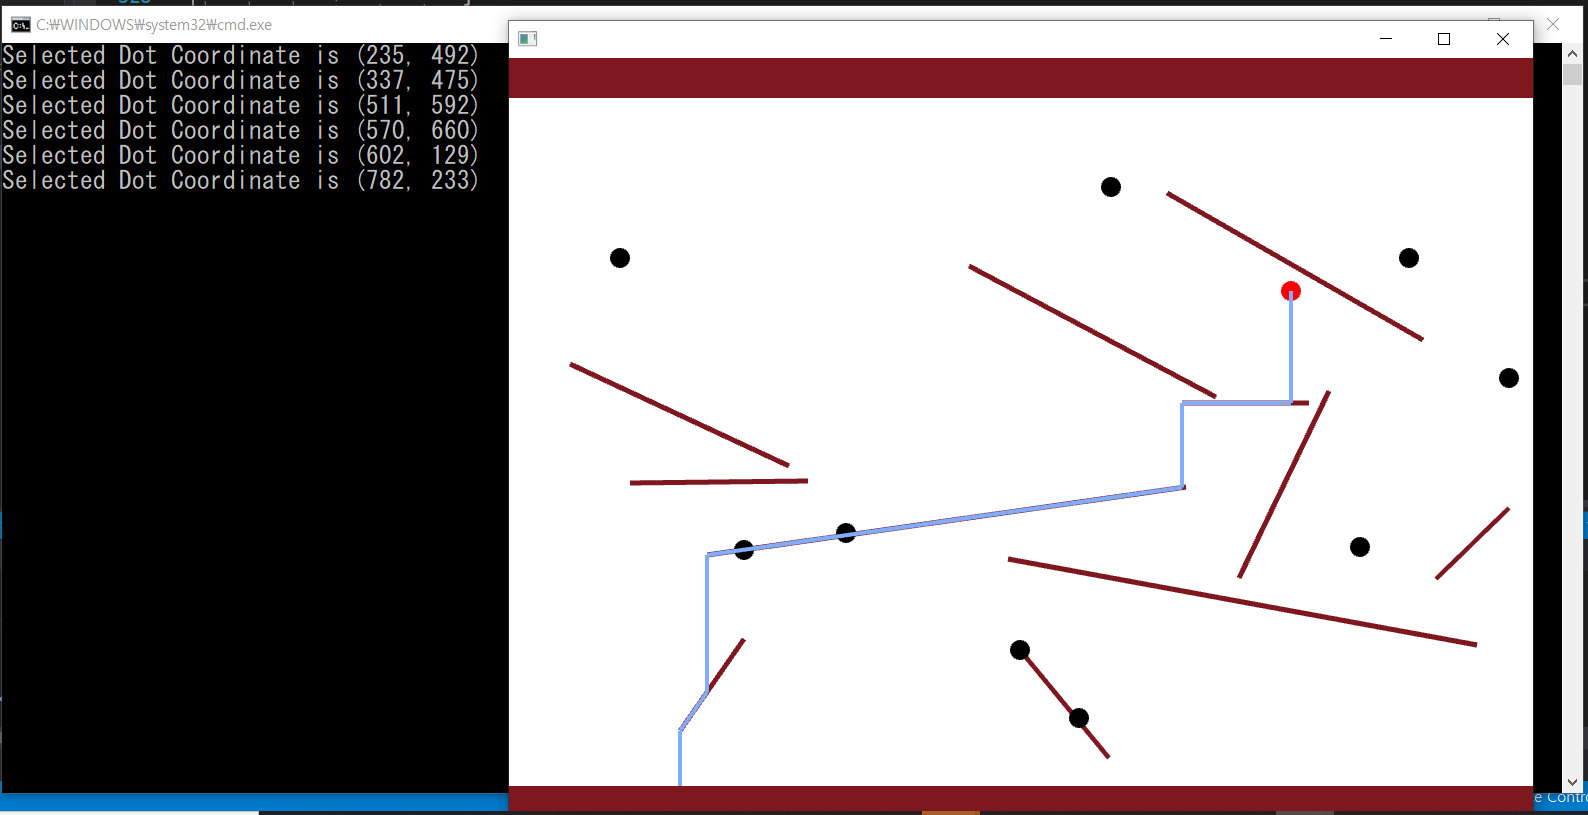 C:₩WINDOWS₩system32₩cmd.exe
Selected Dot Coordinate is (235, 492)
Selected Dot Coordinate is (337, 475)
Selected Dot Coordinate is (511, 592)
Selected Dot Coordinate is (570, 660)
Selected Dot Coordinate is (602, 129)
Selected Dot Coordinate is (782, 233)
e Contro